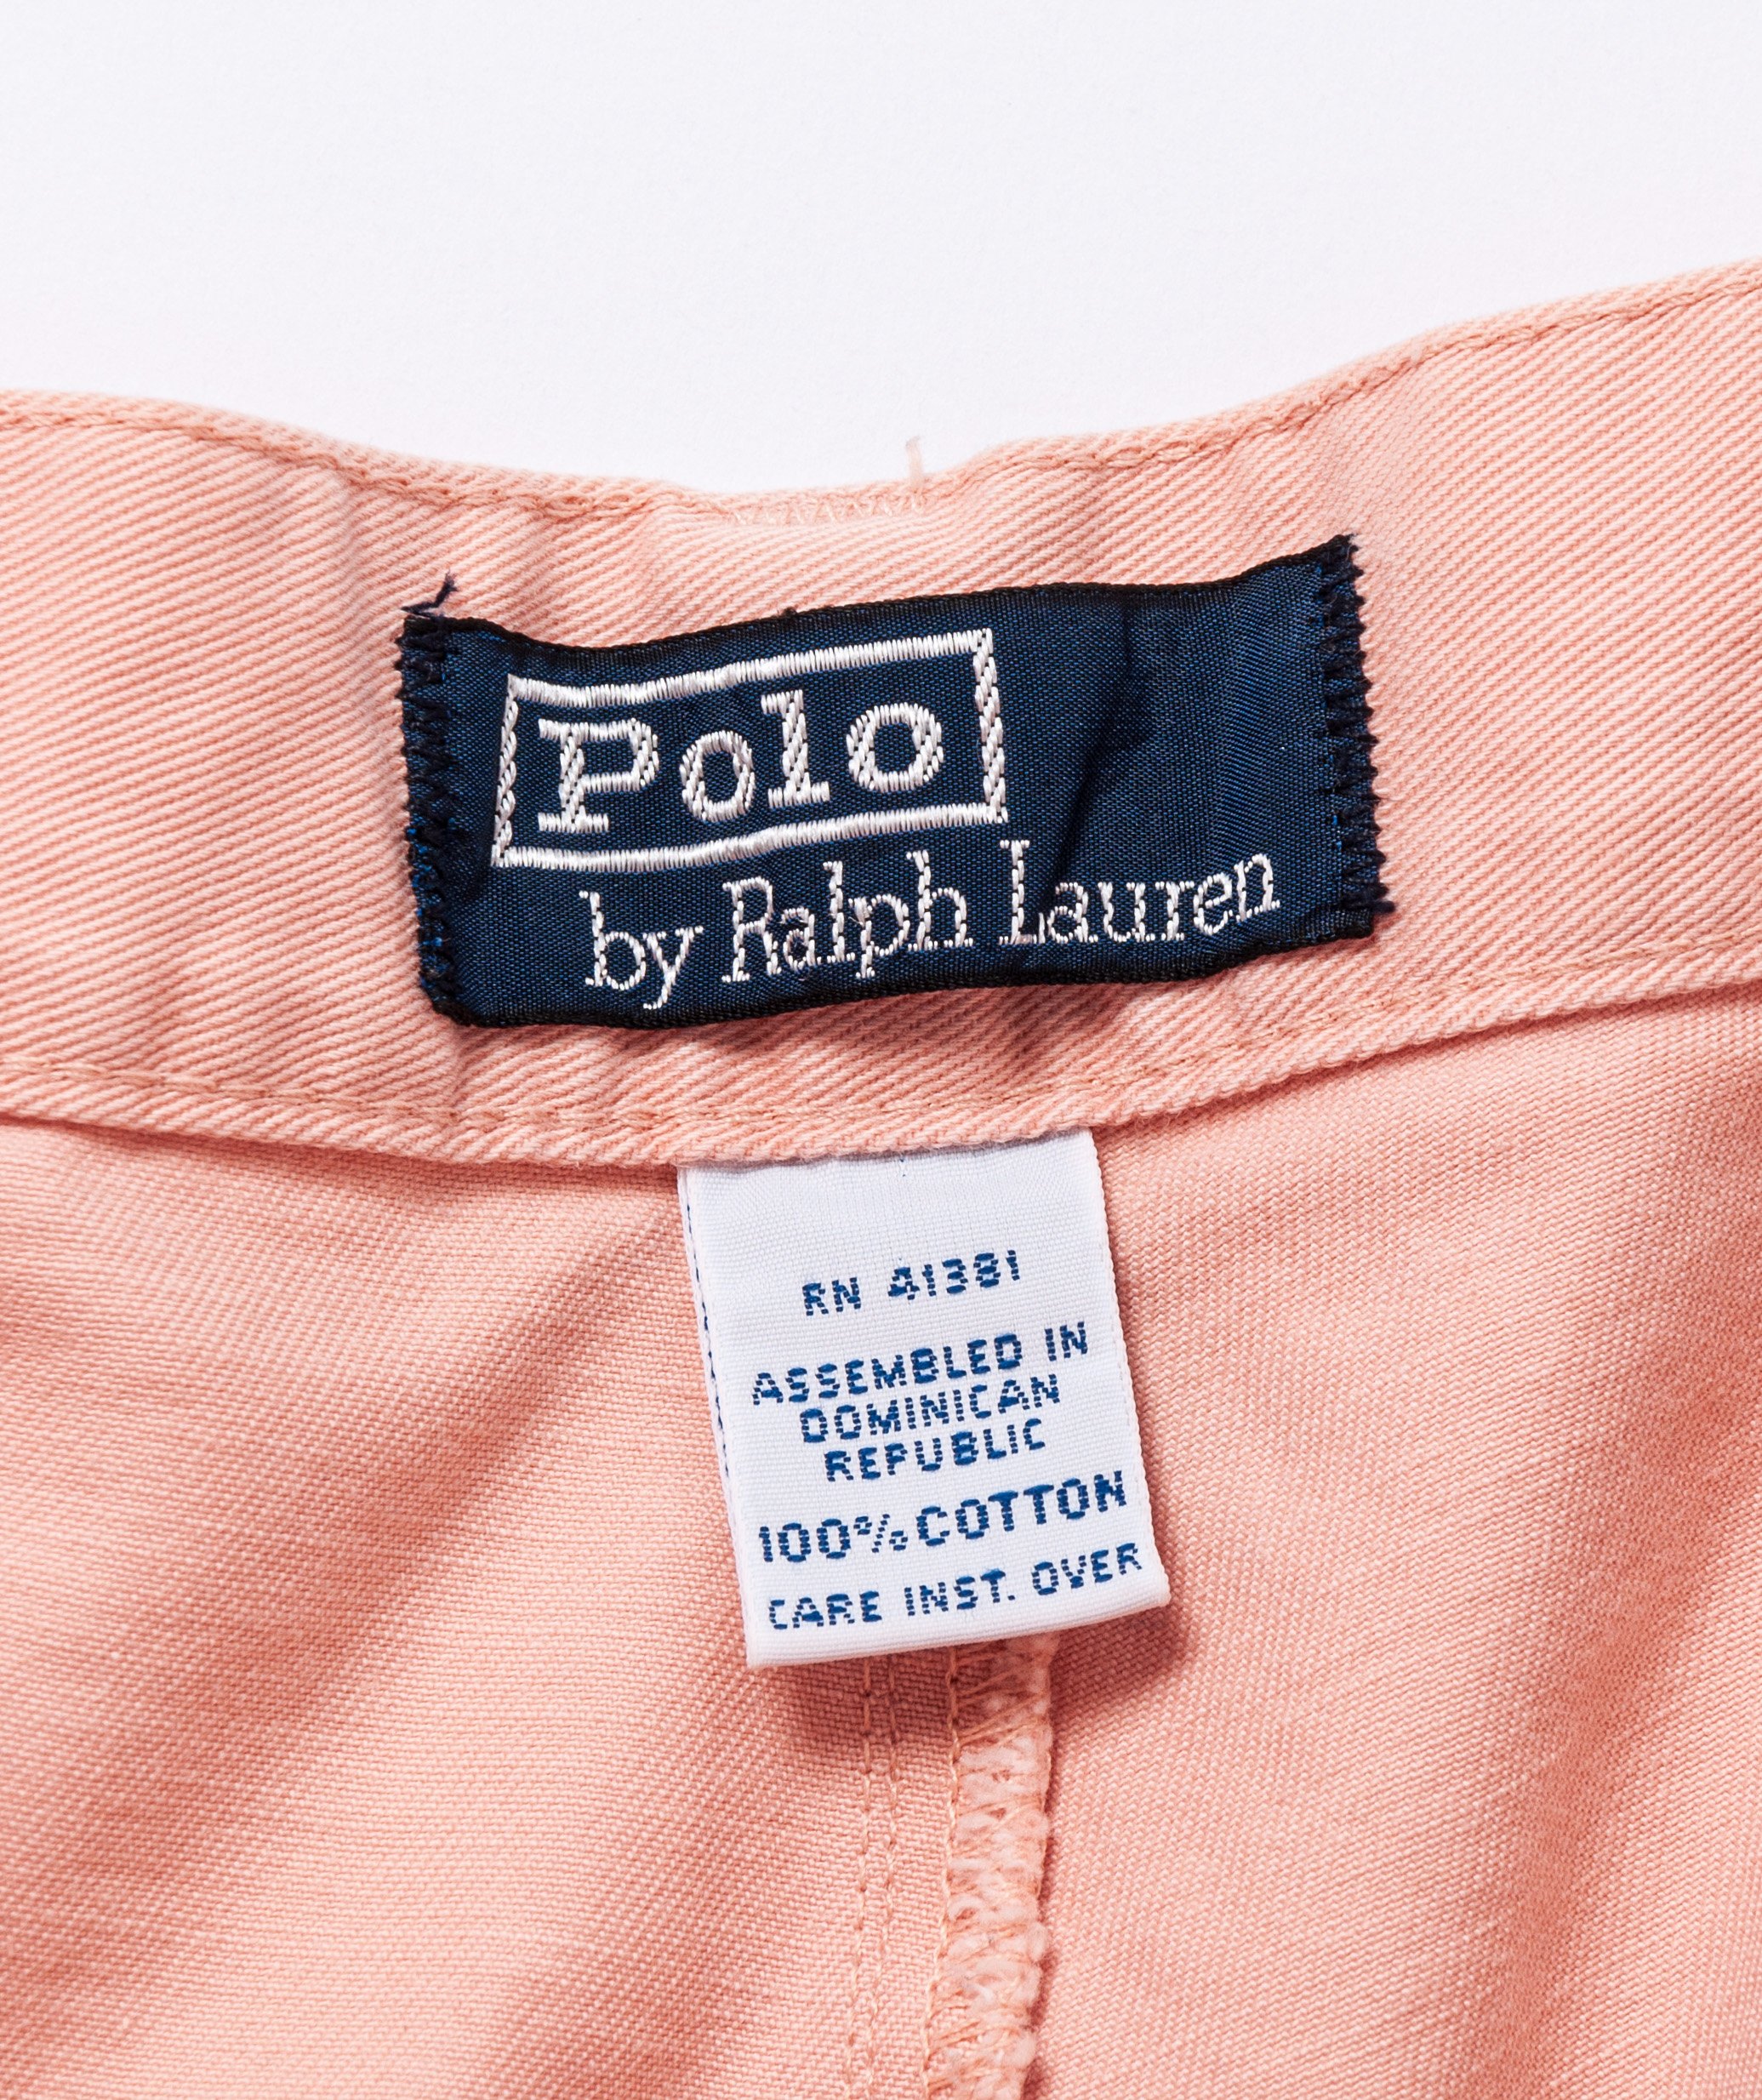 Polo
by Ralph Lauren
RN 41381
ASSEMBLED IN
DOMINICAN
REPUBLIC
100% COTTON
CARE INST. OVER